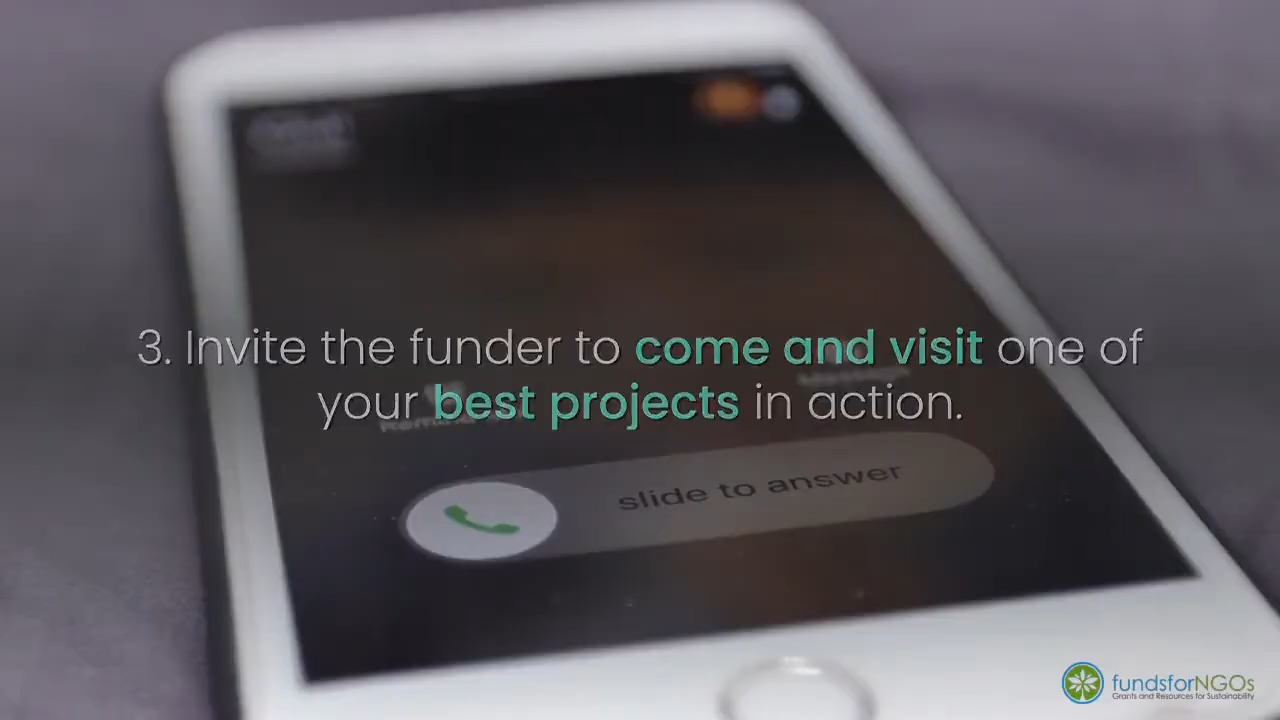 3. Invite the funder to come and visit one of
your best projects in action.
slide to answer
fundsforNGOs
Grants and Resources for Sustainability